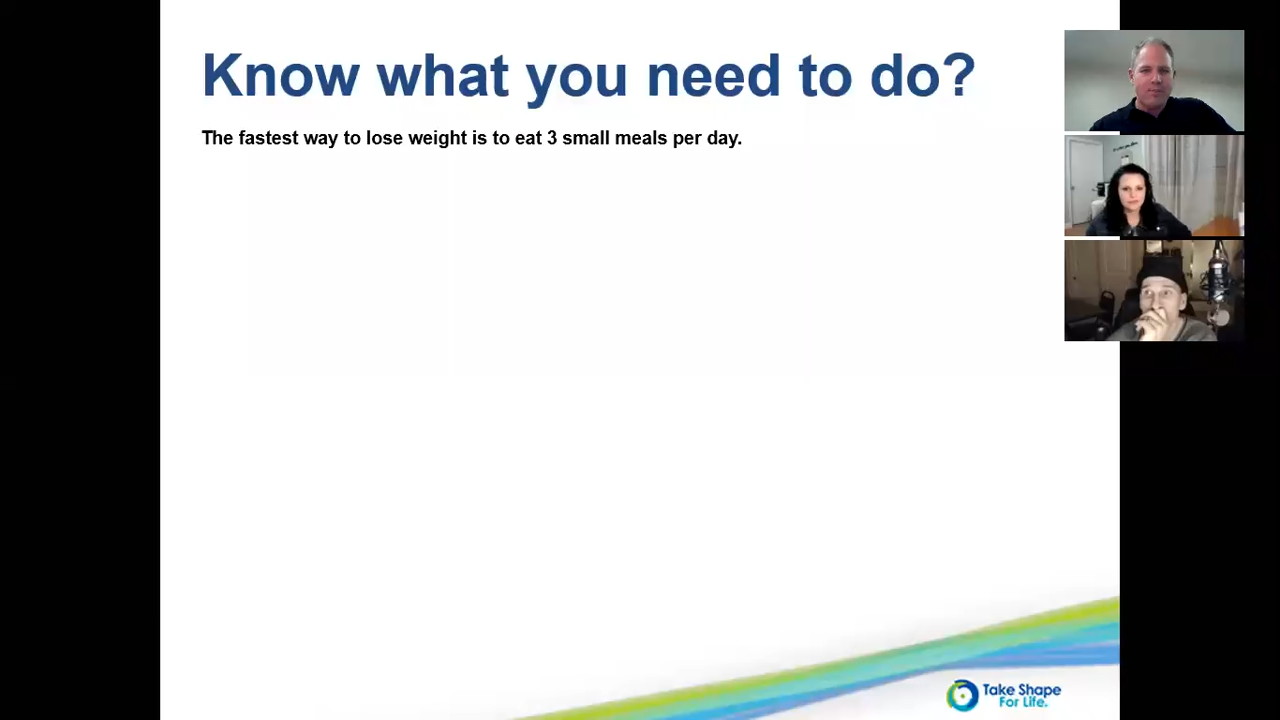 Know what you need to do?
The fastest way to lose weight is to eat 3 small meals per day.
Take Shape
For Life.